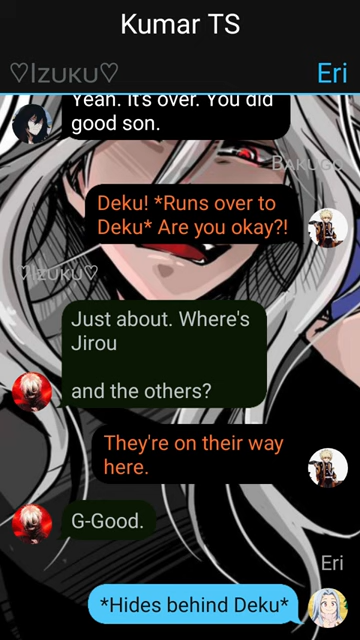 Kumar TS
♡Izuku♡
Eri
Yeah. It's over. You did
good son.
Bakugo
Deku! *Runs over to
Deku* Are you okay?!
♡Izuku♡
Just about. Where's
Jirou
and the others?
They're on their way
here.
G-Good.
Eri
*Hides behind Deku*